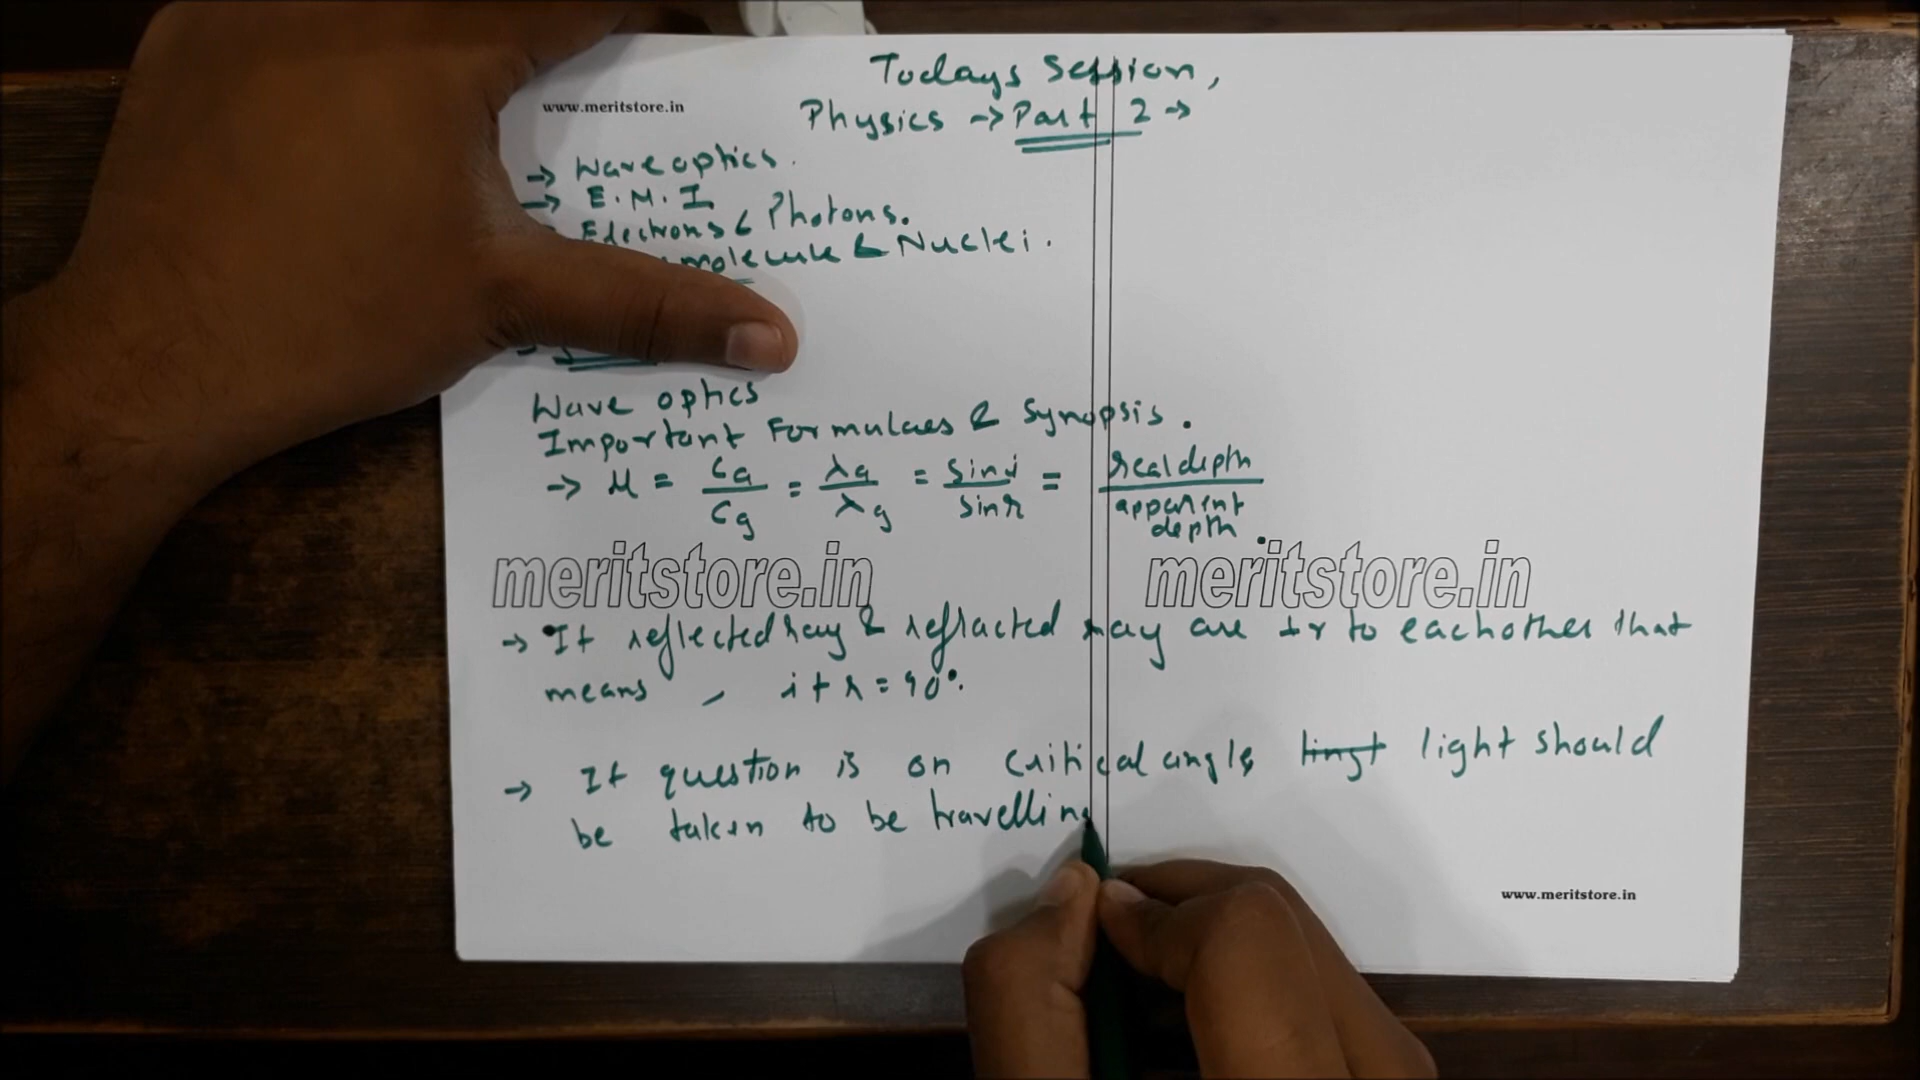 Todays Session,
www.meritstore.in
Physics → Part 2 →
→ Wave optics.
→ E.M.I
Electrons & Photons.
molecule & Nuclei.
Wave optics
Important Formulaes & Synopsis.
→ μ = Ca/Cg = λa/λg = sin i/sin r = real depth/apparent depth.
meritstore.in meritstore.in
→ If reflected ray & refracted ray are ⊥r to eachother that
means, i + r = 90°.
→ If question is on critical angle light should
be taken to be travelling
www.meritstore.in